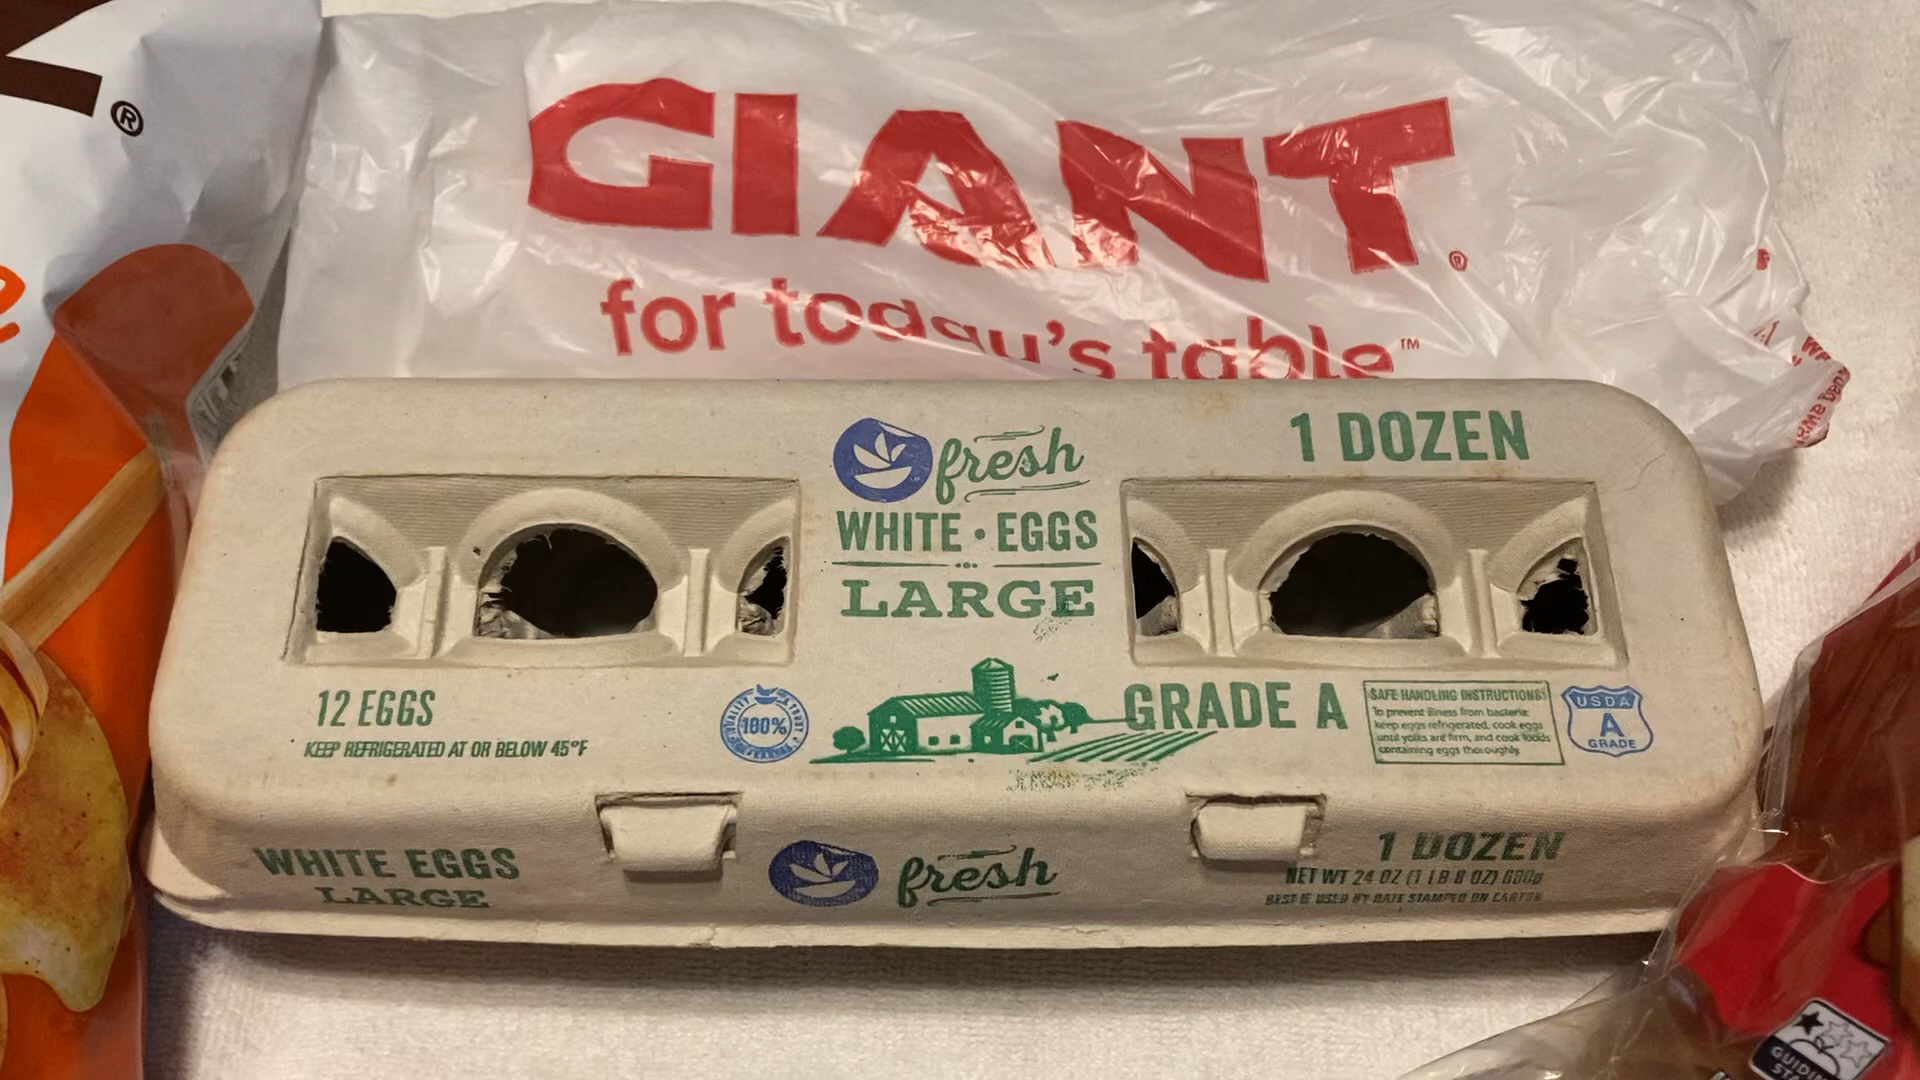 ®
GIANT®
for today's table™
fresh
1 DOZEN
WHITE • EGGS
LARGE
12 EGGS
KEEP REFRIGERATED AT OR BELOW 45°F
100%
GRADE A
SAFE HANDLING INSTRUCTIONS:
To prevent illness from bacteria:
keep eggs refrigerated, cook eggs
until yolks are firm, and cook foods
containing eggs thoroughly.
USDA
A
GRADE
WHITE EGGS
LARGE
fresh
1 DOZEN
NET WT 24 OZ (1 LB 8 OZ) 680g
BEST IF USED BY DATE STAMPED ON CARTON